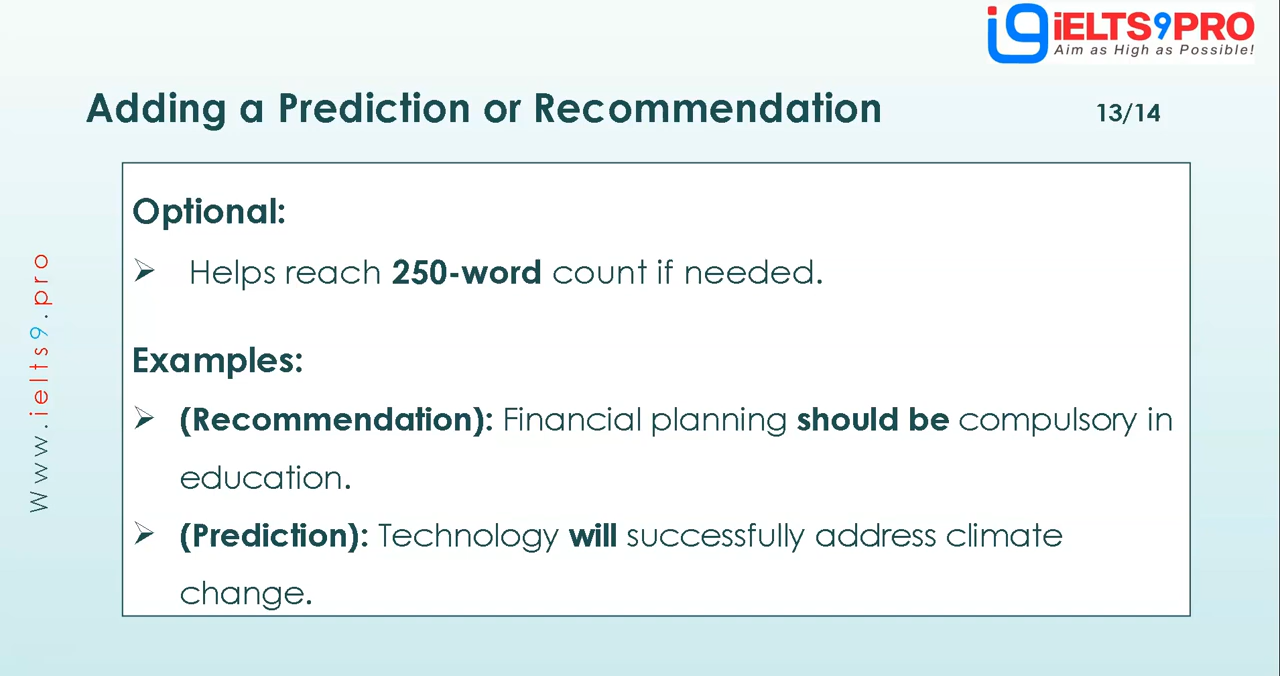 iELTS9PRO
Aim as High as Possible!
Adding a Prediction or Recommendation
13/14
Optional:
➢ Helps reach 250-word count if needed.
Examples:
➢ (Recommendation): Financial planning should be compulsory in
education.
➢ (Prediction): Technology will successfully address climate
change.
Www.ielts9.pro